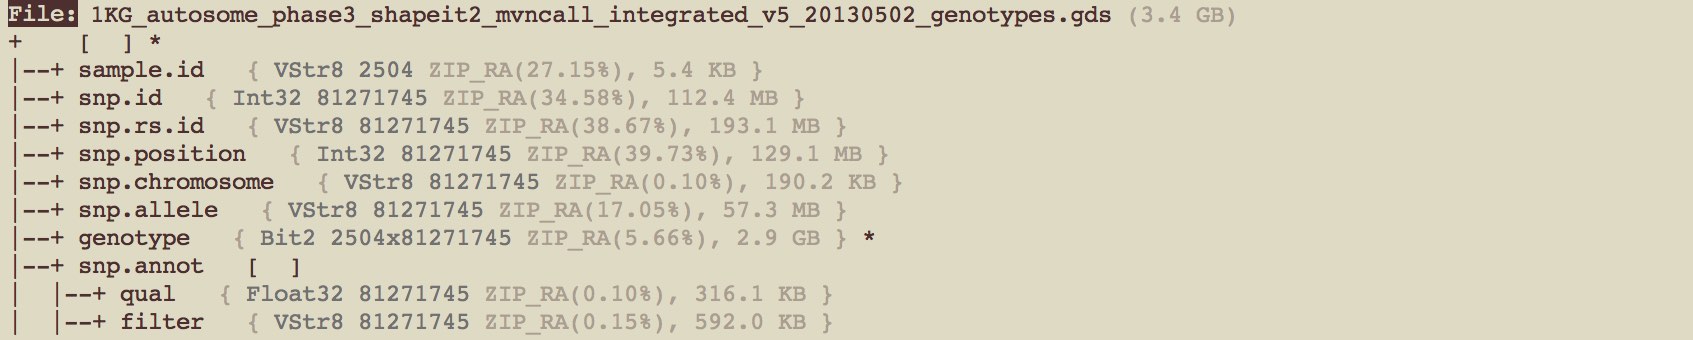 File: 1KG_autosome_phase3_shapeit2_mvncall_integrated_v5_20130502_genotypes.gds (3.4 GB)
+    [  ] *
|--+ sample.id   { VStr8 2504 ZIP_RA(27.15%), 5.4 KB }
|--+ snp.id   { Int32 81271745 ZIP_RA(34.58%), 112.4 MB }
|--+ snp.rs.id   { VStr8 81271745 ZIP_RA(38.67%), 193.1 MB }
|--+ snp.position   { Int32 81271745 ZIP_RA(39.73%), 129.1 MB }
|--+ snp.chromosome   { VStr8 81271745 ZIP_RA(0.10%), 190.2 KB }
|--+ snp.allele   { VStr8 81271745 ZIP_RA(17.05%), 57.3 MB }
|--+ genotype   { Bit2 2504x81271745 ZIP_RA(5.66%), 2.9 GB } *
|--+ snp.annot   [  ]
|  |--+ qual   { Float32 81271745 ZIP_RA(0.10%), 316.1 KB }
|  |--+ filter   { VStr8 81271745 ZIP_RA(0.15%), 592.0 KB }